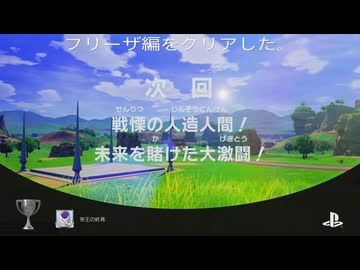 フリーザ編をクリアした。
次回
せんりつ じんぞうにんげん
戦慄の人造人間！
か げきとう
未来を賭けた大激闘！
帝王の終焉